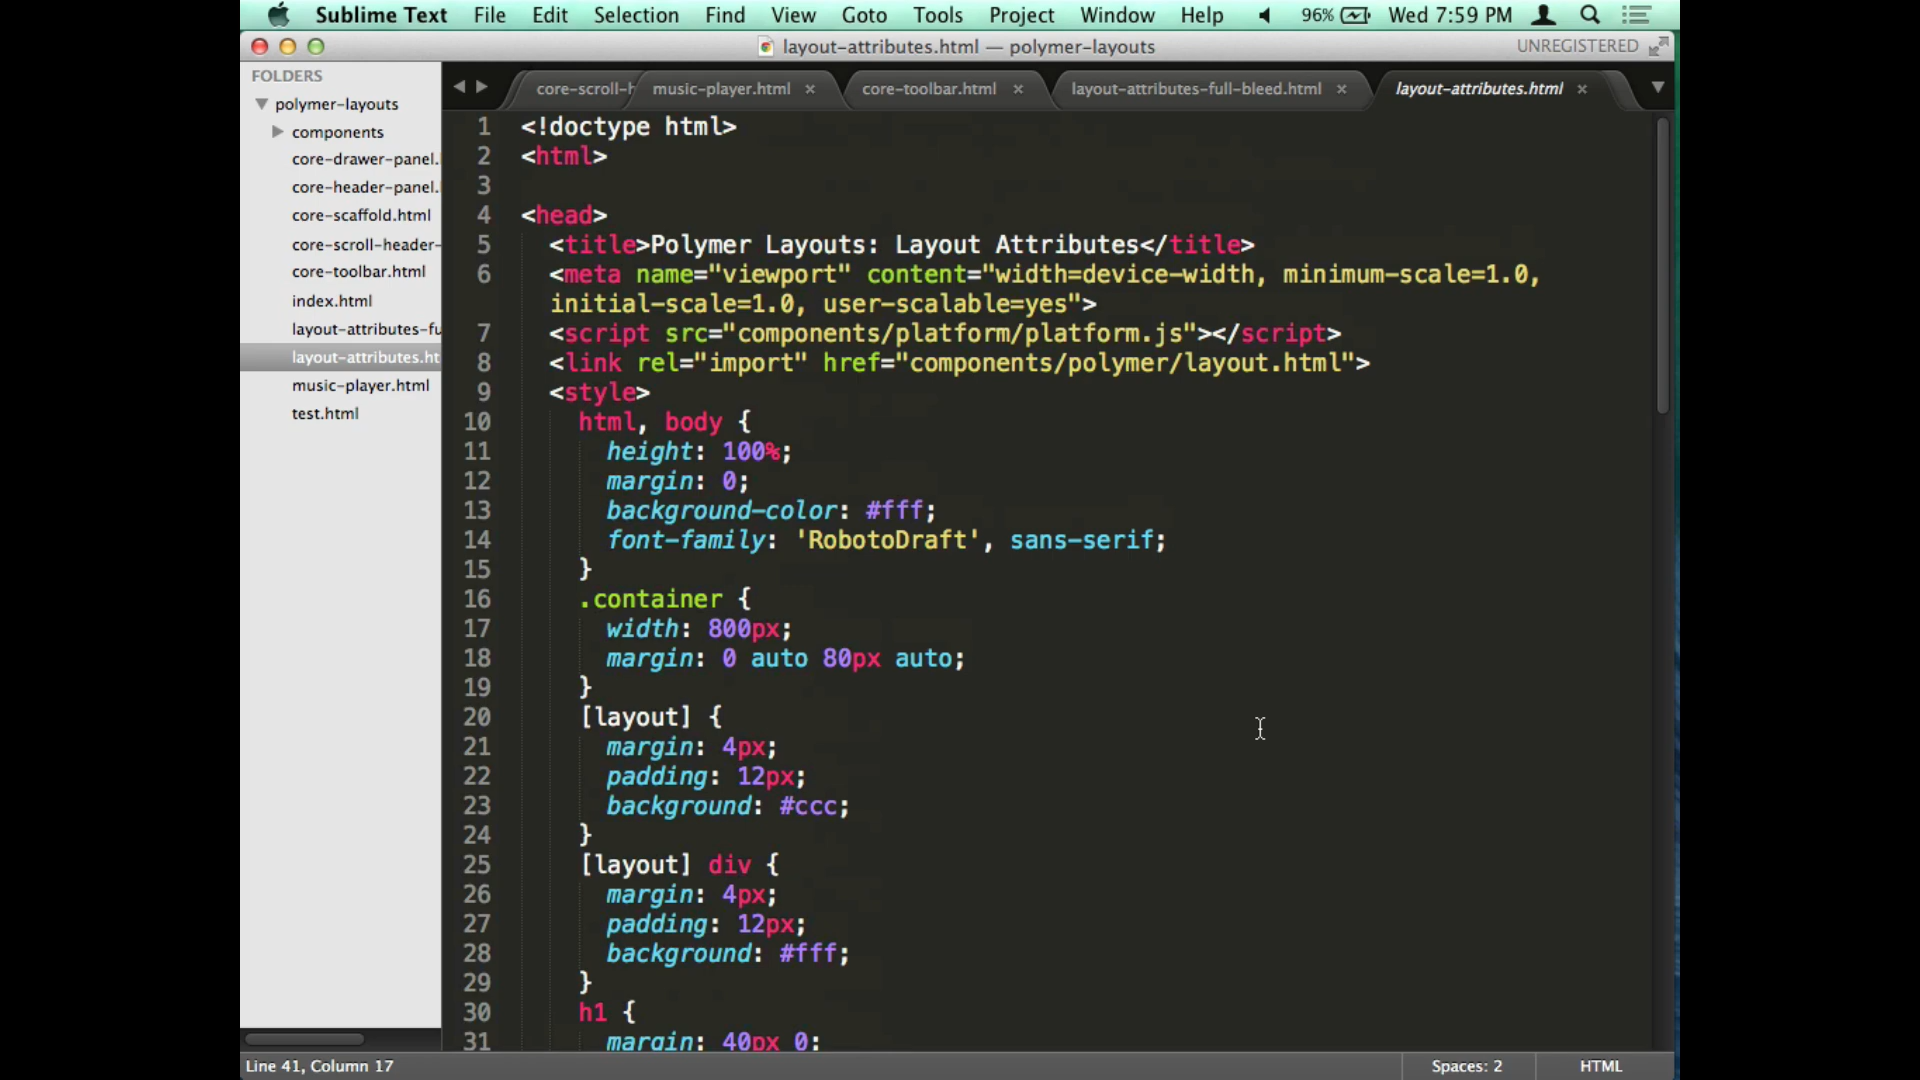 Sublime Text File Edit Selection Find View Goto Tools Project Window Help 96% Wed 7:59 PM
layout-attributes.html — polymer-layouts UNREGISTERED
FOLDERS
polymer-layouts
components
core-drawer-panel.
core-header-panel.
core-scaffold.html
core-scroll-header-
core-toolbar.html
index.html
layout-attributes-fu
layout-attributes.ht
music-player.html
test.html
core-scroll-h music-player.html × core-toolbar.html × layout-attributes-full-bleed.html × layout-attributes.html ×
1 <!doctype html>
2 <html>
3
4 <head>
5 <title>Polymer Layouts: Layout Attributes</title>
6 <meta name="viewport" content="width=device-width, minimum-scale=1.0,
initial-scale=1.0, user-scalable=yes">
7 <script src="components/platform/platform.js"></script>
8 <link rel="import" href="components/polymer/layout.html">
9 <style>
10 html, body {
11 height: 100%;
12 margin: 0;
13 background-color: #fff;
14 font-family: 'RobotoDraft', sans-serif;
15 }
16 .container {
17 width: 800px;
18 margin: 0 auto 80px auto;
19 }
20 [layout] {
21 margin: 4px;
22 padding: 12px;
23 background: #ccc;
24 }
25 [layout] div {
26 margin: 4px;
27 padding: 12px;
28 background: #fff;
29 }
30 h1 {
31 margin: 40px 0;
Line 41, Column 17 Spaces: 2 HTML